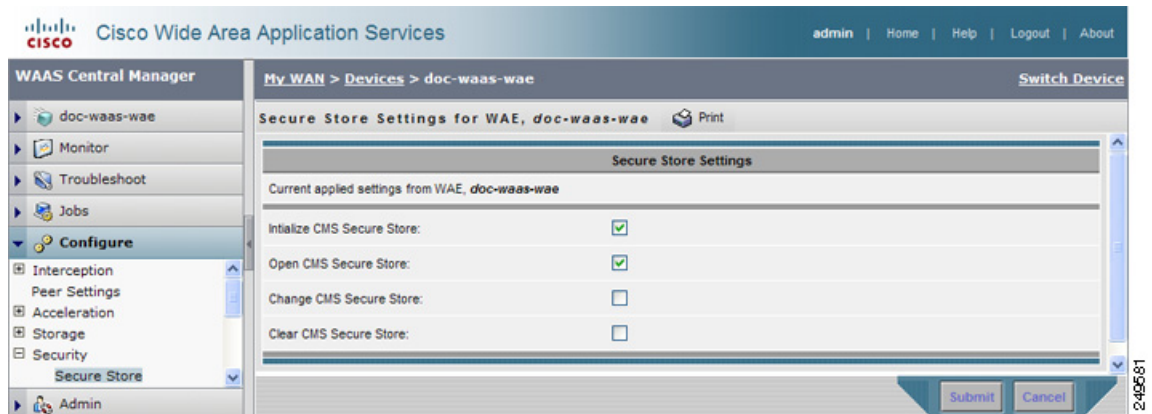 CISCO Cisco Wide Area Application Services admin | Home | Help | Logout | About
WAAS Central Manager
My WAN > Devices > doc-waas-wae Switch Device
doc-waas-wae
Monitor
Troubleshoot
Jobs
Configure
Interception
Peer Settings
Acceleration
Storage
Security
Secure Store
Admin
Secure Store Settings for WAE, doc-waas-wae Print
Secure Store Settings
Current applied settings from WAE, doc-waas-wae
Intialize CMS Secure Store:
Open CMS Secure Store:
Change CMS Secure Store:
Clear CMS Secure Store:
Submit Cancel
249581